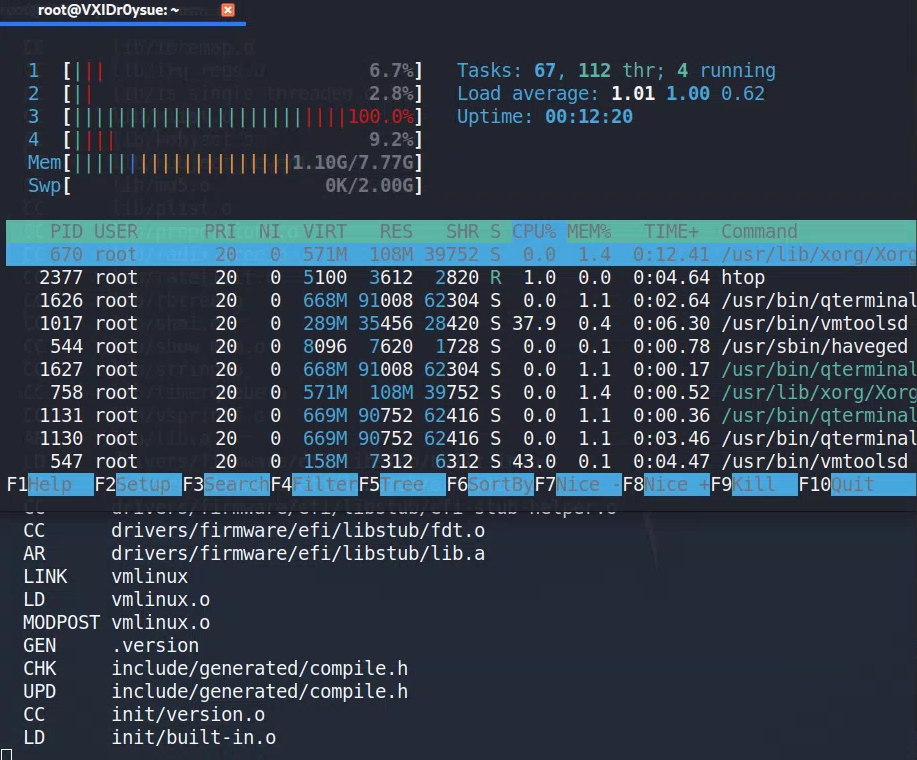 root@VXIDr0ysue: ~
1 [||| 6.7%] Tasks: 67, 112 thr; 4 running
2 [|| 2.8%] Load average: 1.01 1.00 0.62
3 [|||||||||||||||||||||||||100.0%] Uptime: 00:12:20
4 [|||| 9.2%]
Mem[||||||||||||||||||||1.10G/7.77G]
Swp[ 0K/2.00G]
PID USER PRI NI VIRT RES SHR S CPU% MEM% TIME+ Command
670 root 20 0 571M 108M 39752 S 0.0 1.4 0:12.41 /usr/lib/xorg/Xorg
2377 root 20 0 5100 3612 2820 R 1.0 0.0 0:04.64 htop
1626 root 20 0 668M 91008 62304 S 0.0 1.1 0:02.64 /usr/bin/qterminal
1017 root 20 0 289M 35456 28420 S 37.9 0.4 0:06.30 /usr/bin/vmtoolsd
544 root 20 0 8096 7620 1728 S 0.0 0.1 0:00.78 /usr/sbin/haveged
1627 root 20 0 668M 91008 62304 S 0.0 1.1 0:00.17 /usr/bin/qterminal
758 root 20 0 571M 108M 39752 S 0.0 1.4 0:00.52 /usr/lib/xorg/Xorg
1131 root 20 0 669M 90752 62416 S 0.0 1.1 0:00.36 /usr/bin/qterminal
1130 root 20 0 669M 90752 62416 S 0.0 1.1 0:03.46 /usr/bin/qterminal
547 root 20 0 158M 7312 6312 S 43.0 0.1 0:04.47 /usr/bin/vmtoolsd
F1Help F2Setup F3SearchF4FilterF5Tree F6SortByF7Nice -F8Nice +F9Kill F10Quit
CC drivers/firmware/efi/libstub/efi-stub-helper.o
CC drivers/firmware/efi/libstub/fdt.o
AR drivers/firmware/efi/libstub/lib.a
LINK vmlinux
LD vmlinux.o
MODPOST vmlinux.o
GEN .version
CHK include/generated/compile.h
UPD include/generated/compile.h
CC init/version.o
LD init/built-in.o